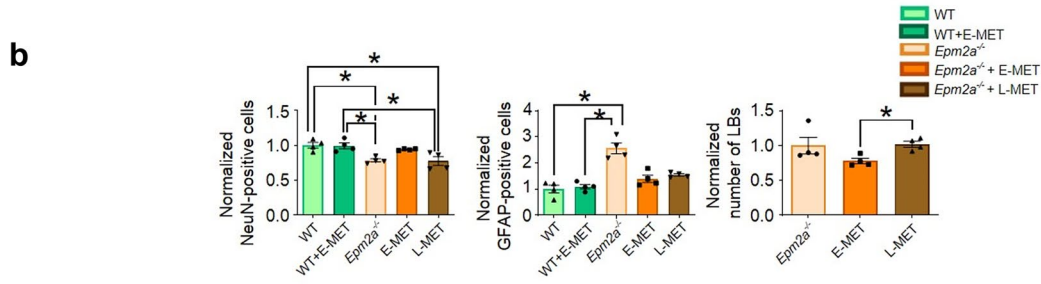 b
WT
WT+E-MET
Epm2a-/-
Epm2a-/- + E-MET
Epm2a-/- + L-MET
Normalized
NeuN-positive cells
1.5
1.0
0.5
0.0
*
*
*
*
WT
WT+E-MET
Epm2a-/-
E-MET
L-MET
Normalized
GFAP-positive cells
4
3
2
1
0
*
*
WT
WT+E-MET
Epm2a-/-
E-MET
L-MET
Normalized
number of LBs
1.5
1.0
0.5
0
*
Epm2a-/-
E-MET
L-MET